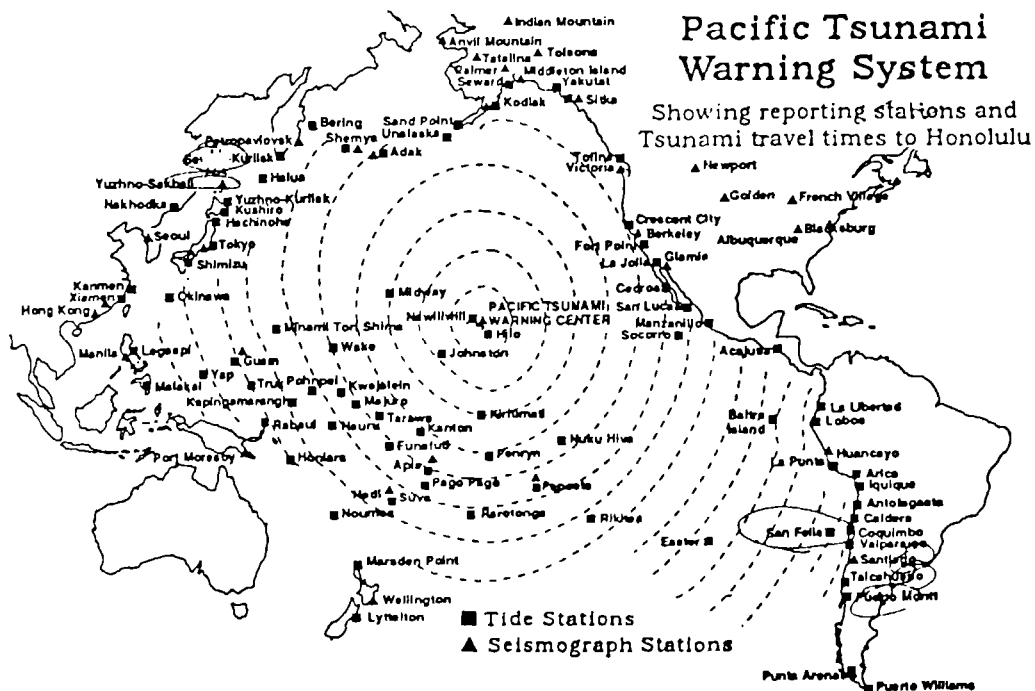 Pacific Tsunami
Warning System
Showing reporting stations and
Tsunami travel times to Honolulu
Indian Mountain
Anvil Mountain
Tatalina
Tolsona
Palmer
Middleton Island
Seward
Yakutat
Kodiak
Sitka
Bering
Sand Point
Unalaska
Petropavlovsk
Shemya
Adak
Kurilsk
Yuzhno-Sakhali
Yuzhno-Kurilsk
Kushiro
Nakhodka
Hachinohe
Seoul
Tokyo
Shimizu
Kanmen
Xiamen
Okinawa
Hong Kong
Manila
Legaspi
Guam
Yap
Malakal
Truk
Pohnpei
Kapingamarangi
Rabaul
Port Moresby
Honiara
Minami Tori Shima
Wake
Kwajalein
Majuro
Tarawa
Nauru
Kanton
Funafuti
Apia
Pago Pago
Nadi
Suva
Noumea
Midway
Nawiliwili
PACIFIC TSUNAMI
WARNING CENTER
Hilo
Johnston
Kiritimati
Nuku Hiva
Penryn
Papeete
Rarotonga
Rikitea
Easter
Marsden Point
Wellington
Lyttelton
Tofino
Victoria
Newport
Golden
French Village
Blacksburg
Albuquerque
Crescent City
Berkeley
Fort Point
La Jolla
Glamis
Cedros
San Lucas
Manzanillo
Socorro
Acajutla
Baltra
Island
La Libertad
Lobos
La Punta
Huancayo
Arica
Iquique
Antofagasta
Caldera
San Felix
Coquimbo
Valparaiso
Santiago
Talcahuano
Puerto Montt
Punta Arenas
Puerto Williams
■ Tide Stations
▲ Seismograph Stations